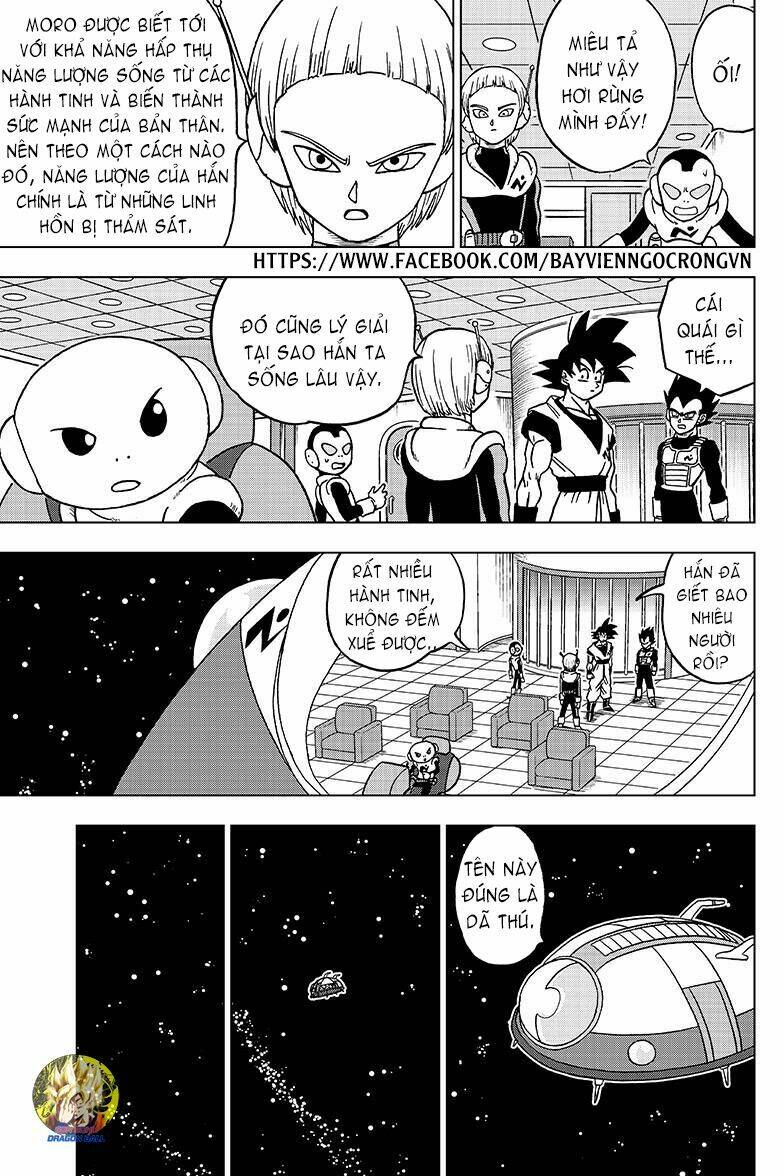 ỐI!
MIÊU TẢ
NHƯ VẬY
HƠI RÙNG
MÌNH ĐẤY!
MORO ĐƯỢC BIẾT TỚI
VỚI KHẢ NĂNG HẤP THỤ
NĂNG LƯỢNG SỐNG TỪ CÁC
HÀNH TINH VÀ BIẾN THÀNH
SỨC MẠNH CỦA BẢN THÂN.
NÊN THEO MỘT CÁCH NÀO
ĐÓ, NĂNG LƯỢNG CỦA HẮN
CHÍNH LÀ TỪ NHỮNG LINH
HỒN BỊ THẢM SÁT.
HTTPS://WWW.FACEBOOK.COM/BAYVIENNGOCRONGVN
CÁI
QUÁI GÌ
THẾ...
ĐÓ CŨNG LÝ GIẢI
TẠI SAO HẮN TA
SỐNG LÂU VẬY.
HẮN ĐÃ
GIẾT BAO
NHIÊU
NGƯỜI
RỒI?
RẤT NHIỀU
HÀNH TINH,
KHÔNG ĐẾM
XUỂ ĐƯỢC..
TÊN NÀY
ĐÚNG LÀ
DÃ THÚ.
DRAGON BALL